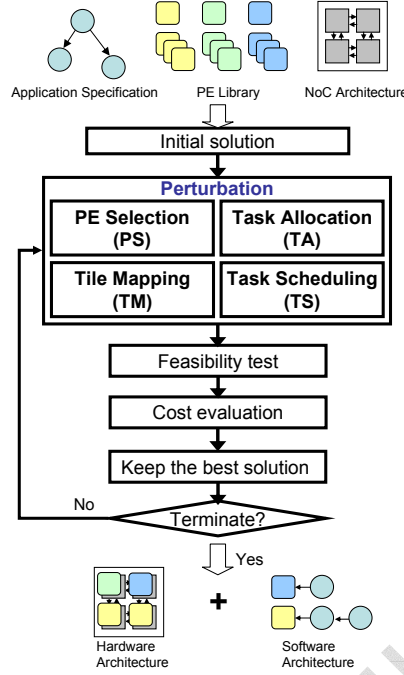 Application Specification PE Library NoC Architecture
Initial solution
Perturbation
PE Selection
(PS)
Task Allocation
(TA)
Tile Mapping
(TM)
Task Scheduling
(TS)
Feasibility test
Cost evaluation
Keep the best solution
No
Terminate?
Yes
+
Hardware
Architecture
Software
Architecture